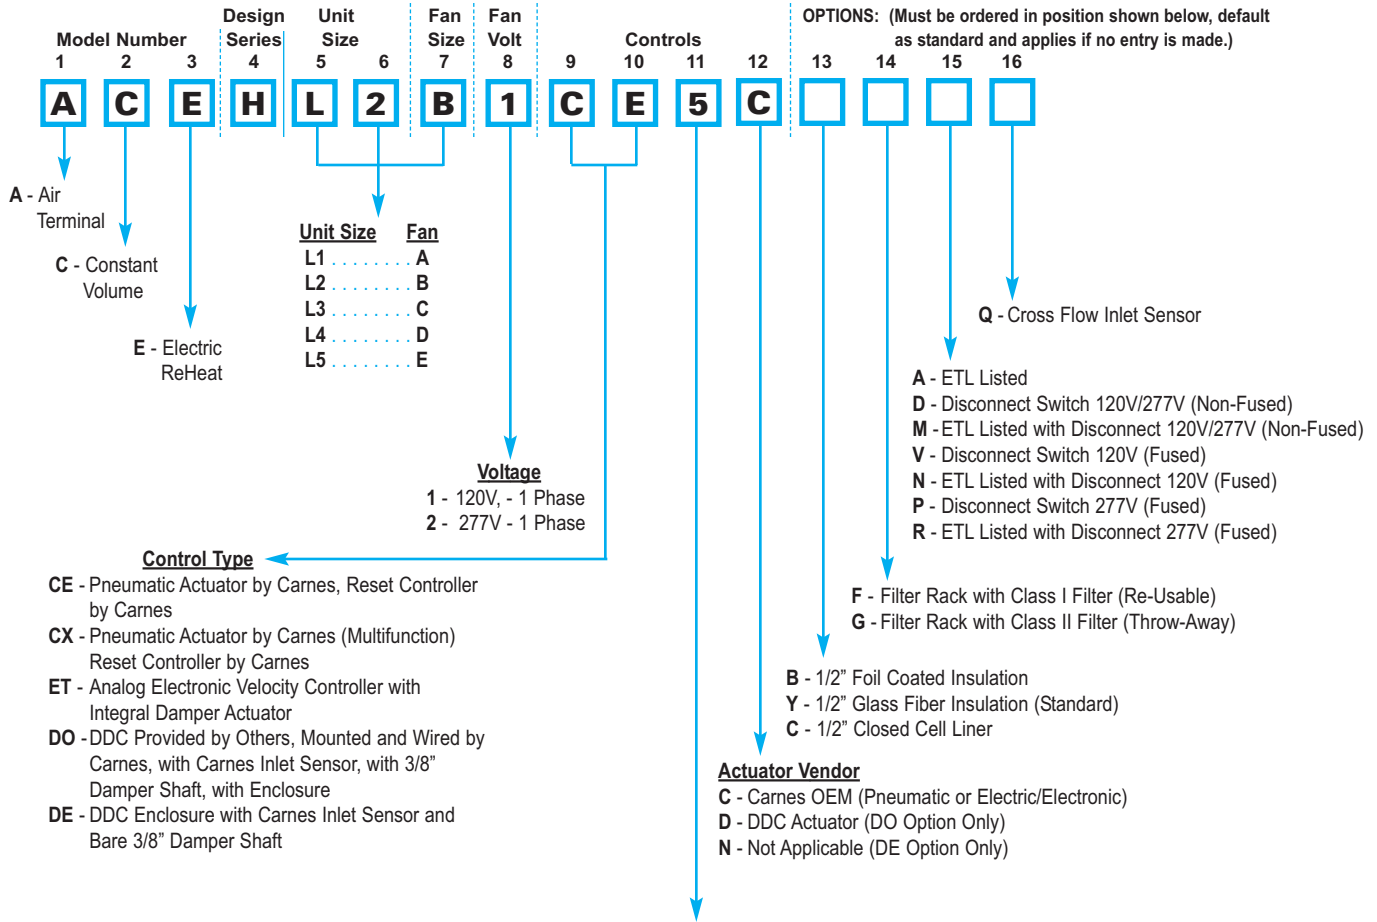 Design Unit Fan Fan OPTIONS: (Must be ordered in position shown below, default
Model Number Series Size Size Volt Controls as standard and applies if no entry is made.)
1 2 3 4 5 6 7 8 9 10 11 12 13 14 15 16
A C E H L 2 B 1 C E 5 C
A - Air
Terminal
C - Constant
Volume
E - Electric
ReHeat
Unit Size Fan
L1 . . . . . . . . A
L2 . . . . . . . . B
L3 . . . . . . . . C
L4 . . . . . . . . D
L5 . . . . . . . . E
Voltage
1 - 120V, - 1 Phase
2 - 277V - 1 Phase
Control Type
CE - Pneumatic Actuator by Carnes, Reset Controller
by Carnes
CX - Pneumatic Actuator by Carnes (Multifunction)
Reset Controller by Carnes
ET - Analog Electronic Velocity Controller with
Integral Damper Actuator
DO - DDC Provided by Others, Mounted and Wired by
Carnes, with Carnes Inlet Sensor, with 3/8”
Damper Shaft, with Enclosure
DE - DDC Enclosure with Carnes Inlet Sensor and
Bare 3/8” Damper Shaft
Q - Cross Flow Inlet Sensor
A - ETL Listed
D - Disconnect Switch 120V/277V (Non-Fused)
M - ETL Listed with Disconnect 120V/277V (Non-Fused)
V - Disconnect Switch 120V (Fused)
N - ETL Listed with Disconnect 120V (Fused)
P - Disconnect Switch 277V (Fused)
R - ETL Listed with Disconnect 277V (Fused)
F - Filter Rack with Class I Filter (Re-Usable)
G - Filter Rack with Class II Filter (Throw-Away)
B - 1/2” Foil Coated Insulation
Y - 1/2” Glass Fiber Insulation (Standard)
C - 1/2” Closed Cell Liner
Actuator Vendor
C - Carnes OEM (Pneumatic or Electric/Electronic)
D - DDC Actuator (DO Option Only)
N - Not Applicable (DE Option Only)